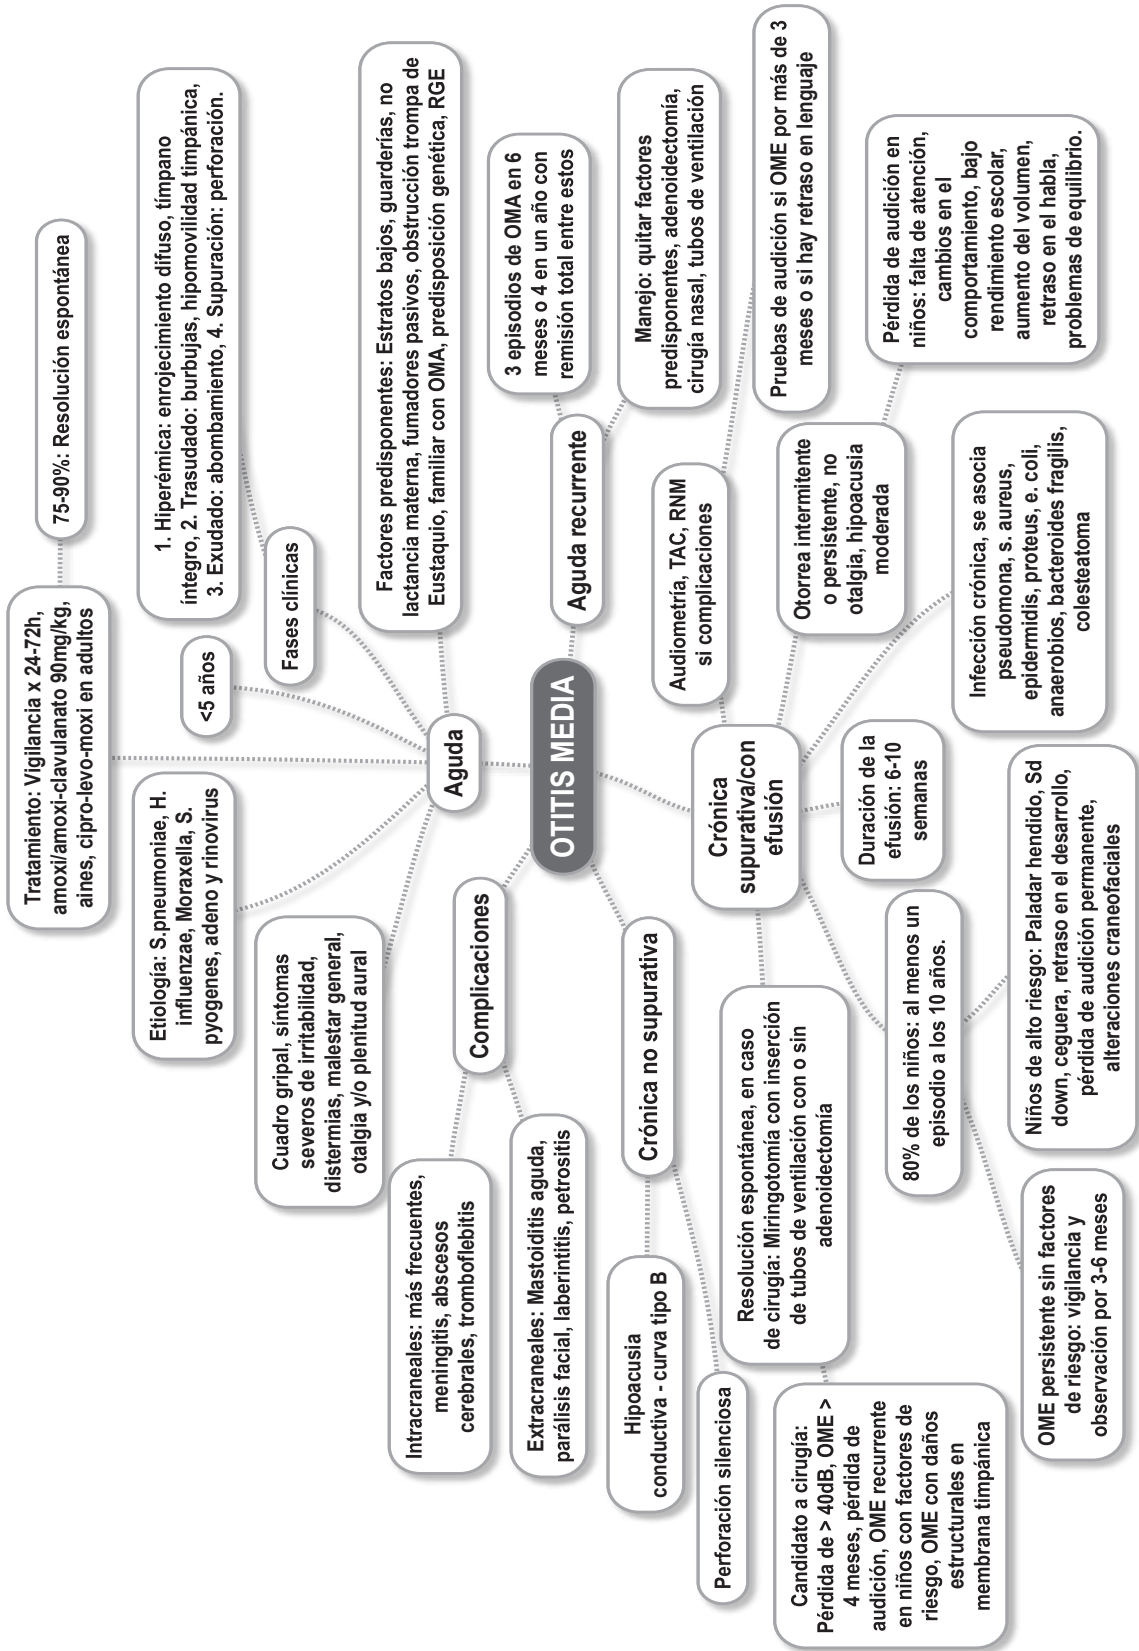 OTITIS MEDIA
Aguda
Tratamiento: Vigilancia x 24-72h,
amoxi/amoxi-clavulanato 90mg/kg,
aines, cipro-levo-moxi en adultos
75-90%: Resolución espontánea
Etiología: S.pneumoniae, H.
influenzae, Moraxella, S.
pyogenes, adeno y rinovirus
<5 años
Fases clínicas
1. Hiperémica: enrojecimiento difuso, tímpano
íntegro, 2. Trasudado: burbujas, hipomovilidad timpánica,
3. Exudado: abombamiento, 4. Supuración: perforación.
Cuadro gripal, síntomas
severos de irritabilidad,
distermias, malestar general,
otalgia y/o plenitud aural
Factores predisponentes: Estratos bajos, guarderías, no
lactancia materna, fumadores pasivos, obstrucción trompa de
Eustaquio, familiar con OMA, predisposición genética, RGE
Complicaciones
Intracraneales: más frecuentes,
meningitis, abscesos
cerebrales, tromboflebitis
Extracraneales: Mastoiditis aguda,
parálisis facial, laberintitis, petrositis
Aguda recurrente
3 episodios de OMA en 6
meses o 4 en un año con
remisión total entre estos
Manejo: quitar factores
predisponentes, adenoidectomía,
cirugía nasal, tubos de ventilación
Crónica no supurativa
Hipoacusia
conductiva - curva tipo B
Perforación silenciosa
Crónica
supurativa/con
efusión
Audiometría, TAC, RNM
si complicaciones
Pruebas de audición si OME por más de 3
meses o si hay retraso en lenguaje
Otorrea intermitente
o persistente, no
otalgia, hipoacusia
moderada
Pérdida de audición en
niños: falta de atención,
cambios en el
comportamiento, bajo
rendimiento escolar,
aumento del volumen,
retraso en el habla,
problemas de equilibrio.
Infección crónica, se asocia
pseudomona, s. aureus,
epidermidis, proteus, e. coli,
anaerobios, bacteroides fragilis,
colesteatoma
Duración de la
efusión: 6-10
semanas
Resolución espontánea, en caso
de cirugía: Miringotomía con inserción
de tubos de ventilación con o sin
adenoidectomía
Candidato a cirugía:
Pérdida de > 40dB, OME >
4 meses, pérdida de
audición, OME recurrente
en niños con factores de
riesgo, OME con daños
estructurales en
membrana timpánica
80% de los niños: al menos un
episodio a los 10 años.
Niños de alto riesgo: Paladar hendido, Sd
down, ceguera, retraso en el desarrollo,
pérdida de audición permanente,
alteraciones craneofaciales
OME persistente sin factores
de riesgo: vigilancia y
observación por 3-6 meses